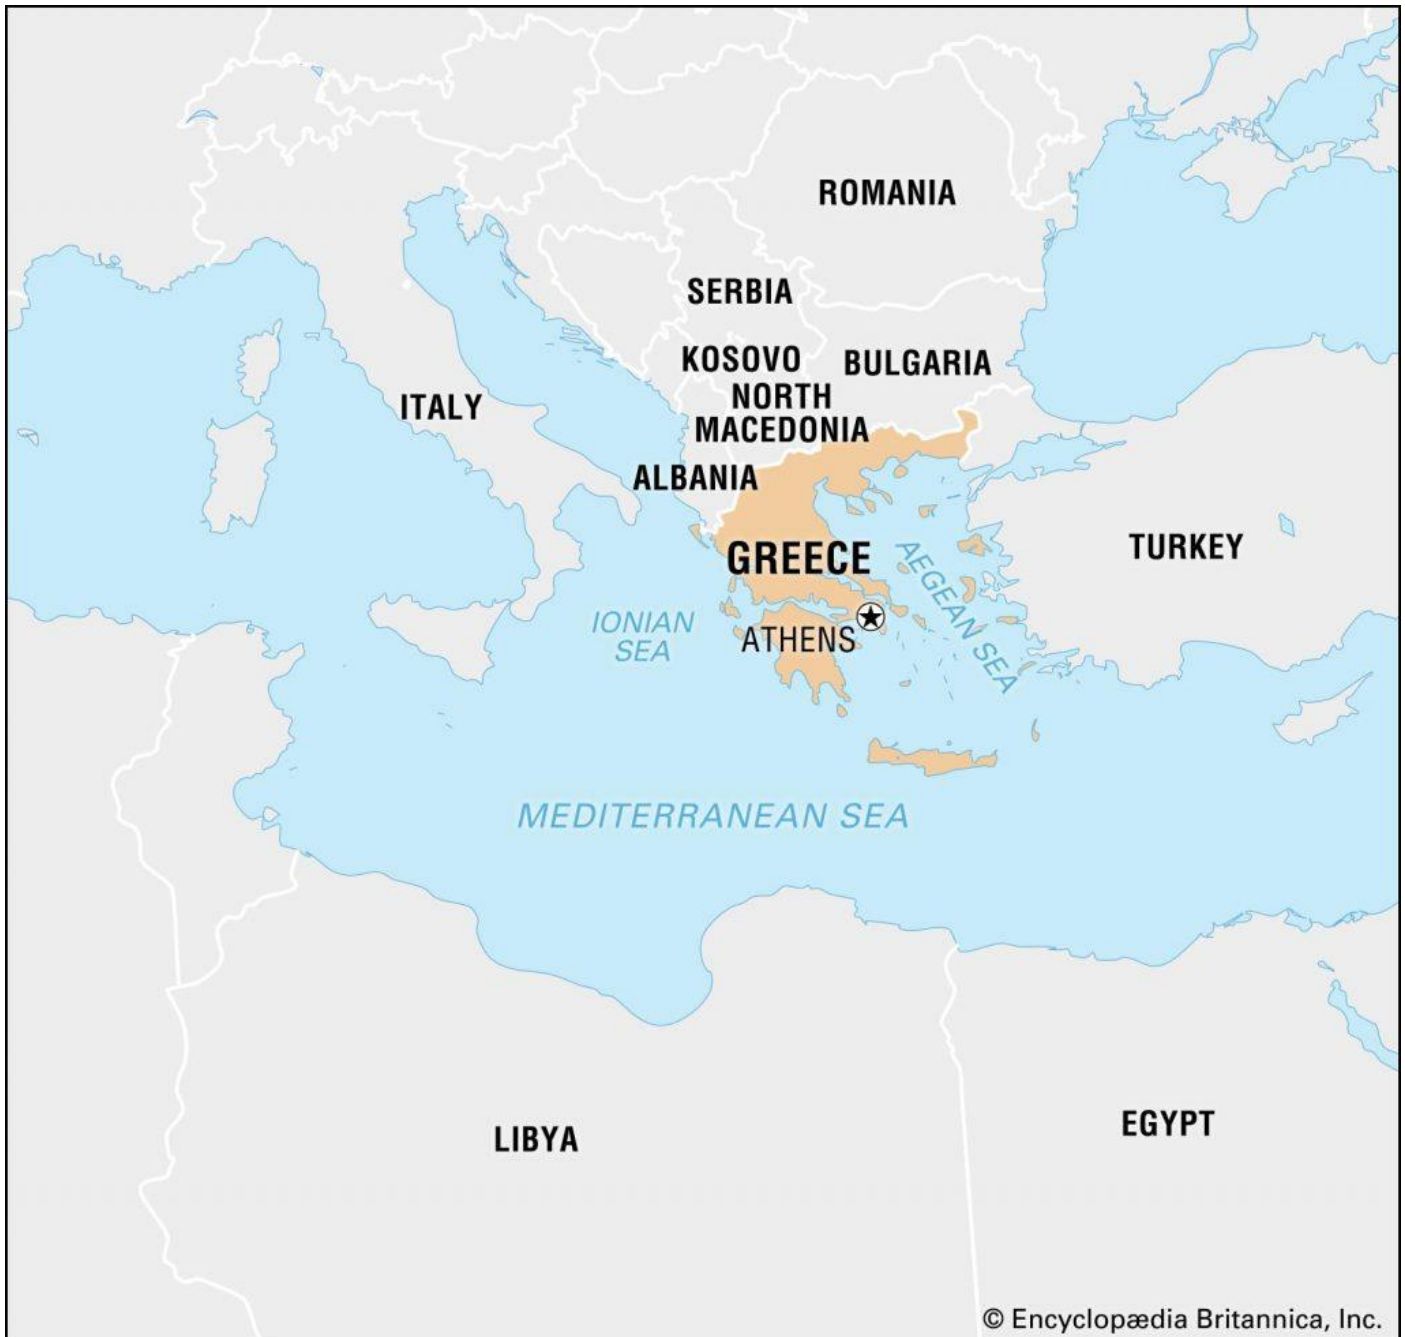 ROMANIA
SERBIA
KOSOVO
BULGARIA
NORTH
MACEDONIA
ITALY
ALBANIA
GREECE
TURKEY
AEGEAN SEA
IONIAN
SEA
ATHENS
MEDITERRANEAN SEA
LIBYA
EGYPT
© Encyclopædia Britannica, Inc.